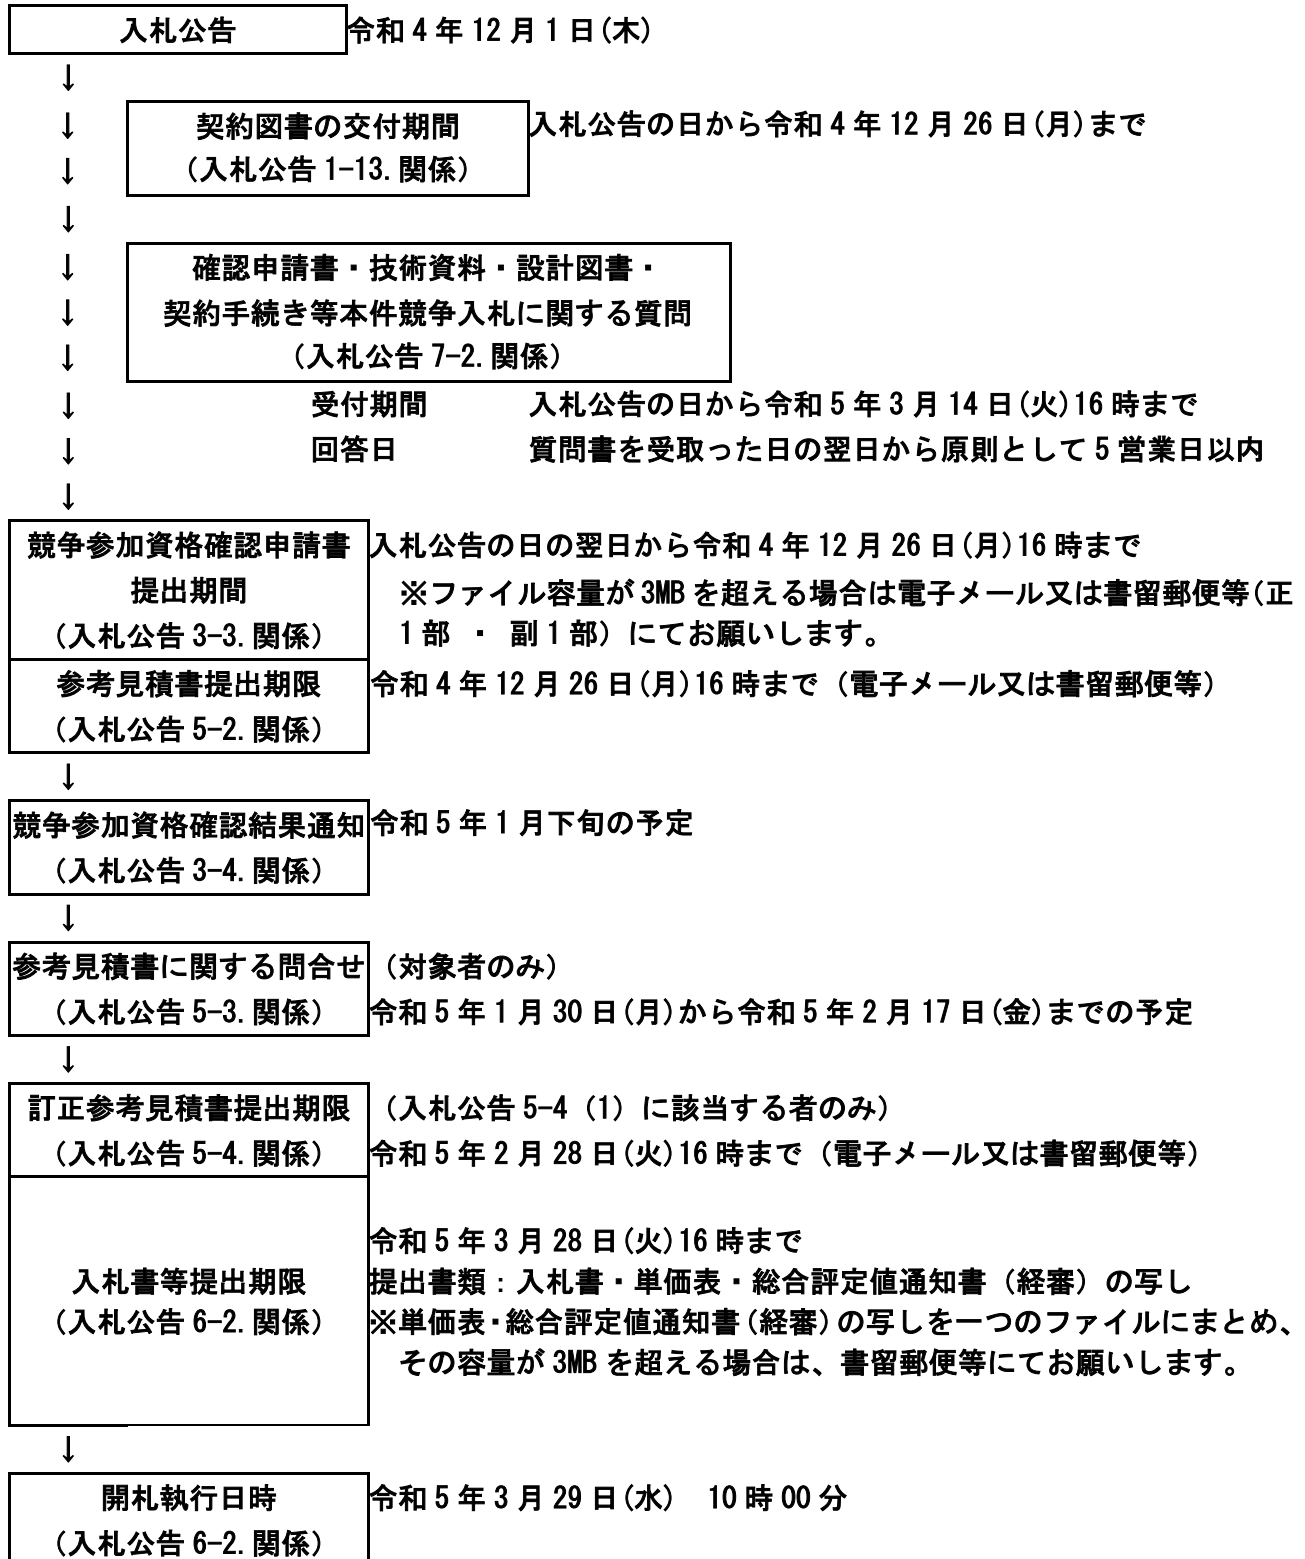 入札公告 令和4年12月1日(木)
↓
↓ 契約図書の交付期間 入札公告の日から令和4年12月26日(月)まで
↓ (入札公告1-13.関係)
↓
↓ 確認申請書・技術資料・設計図書・
↓ 契約手続き等本件競争入札に関する質問
↓ (入札公告7-2.関係)
↓ 受付期間 入札公告の日から令和5年3月14日(火)16時まで
↓ 回答日 質問書を受取った日の翌日から原則として5営業日以内
↓
競争参加資格確認申請書 入札公告の日の翌日から令和4年12月26日(月)16時まで
提出期間 ※ファイル容量が3MBを超える場合は電子メール又は書留郵便等(正
(入札公告3-3.関係) 1部 ・ 副1部)にてお願いします。
参考見積書提出期限 令和4年12月26日(月)16時まで(電子メール又は書留郵便等)
(入札公告5-2.関係)
↓
競争参加資格確認結果通知 令和5年1月下旬の予定
(入札公告3-4.関係)
↓
参考見積書に関する問合せ (対象者のみ)
(入札公告5-3.関係) 令和5年1月30日(月)から令和5年2月17日(金)までの予定
↓
訂正参考見積書提出期限 (入札公告5-4(1)に該当する者のみ)
(入札公告5-4.関係) 令和5年2月28日(火)16時まで(電子メール又は書留郵便等)
令和5年3月28日(火)16時まで
入札書等提出期限 提出書類:入札書・単価表・総合評定値通知書(経審)の写し
(入札公告6-2.関係) ※単価表・総合評定値通知書(経審)の写しを一つのファイルにまとめ、
その容量が3MBを超える場合は、書留郵便等にてお願いします。
↓
開札執行日時 令和5年3月29日(水) 10時00分
(入札公告6-2.関係)